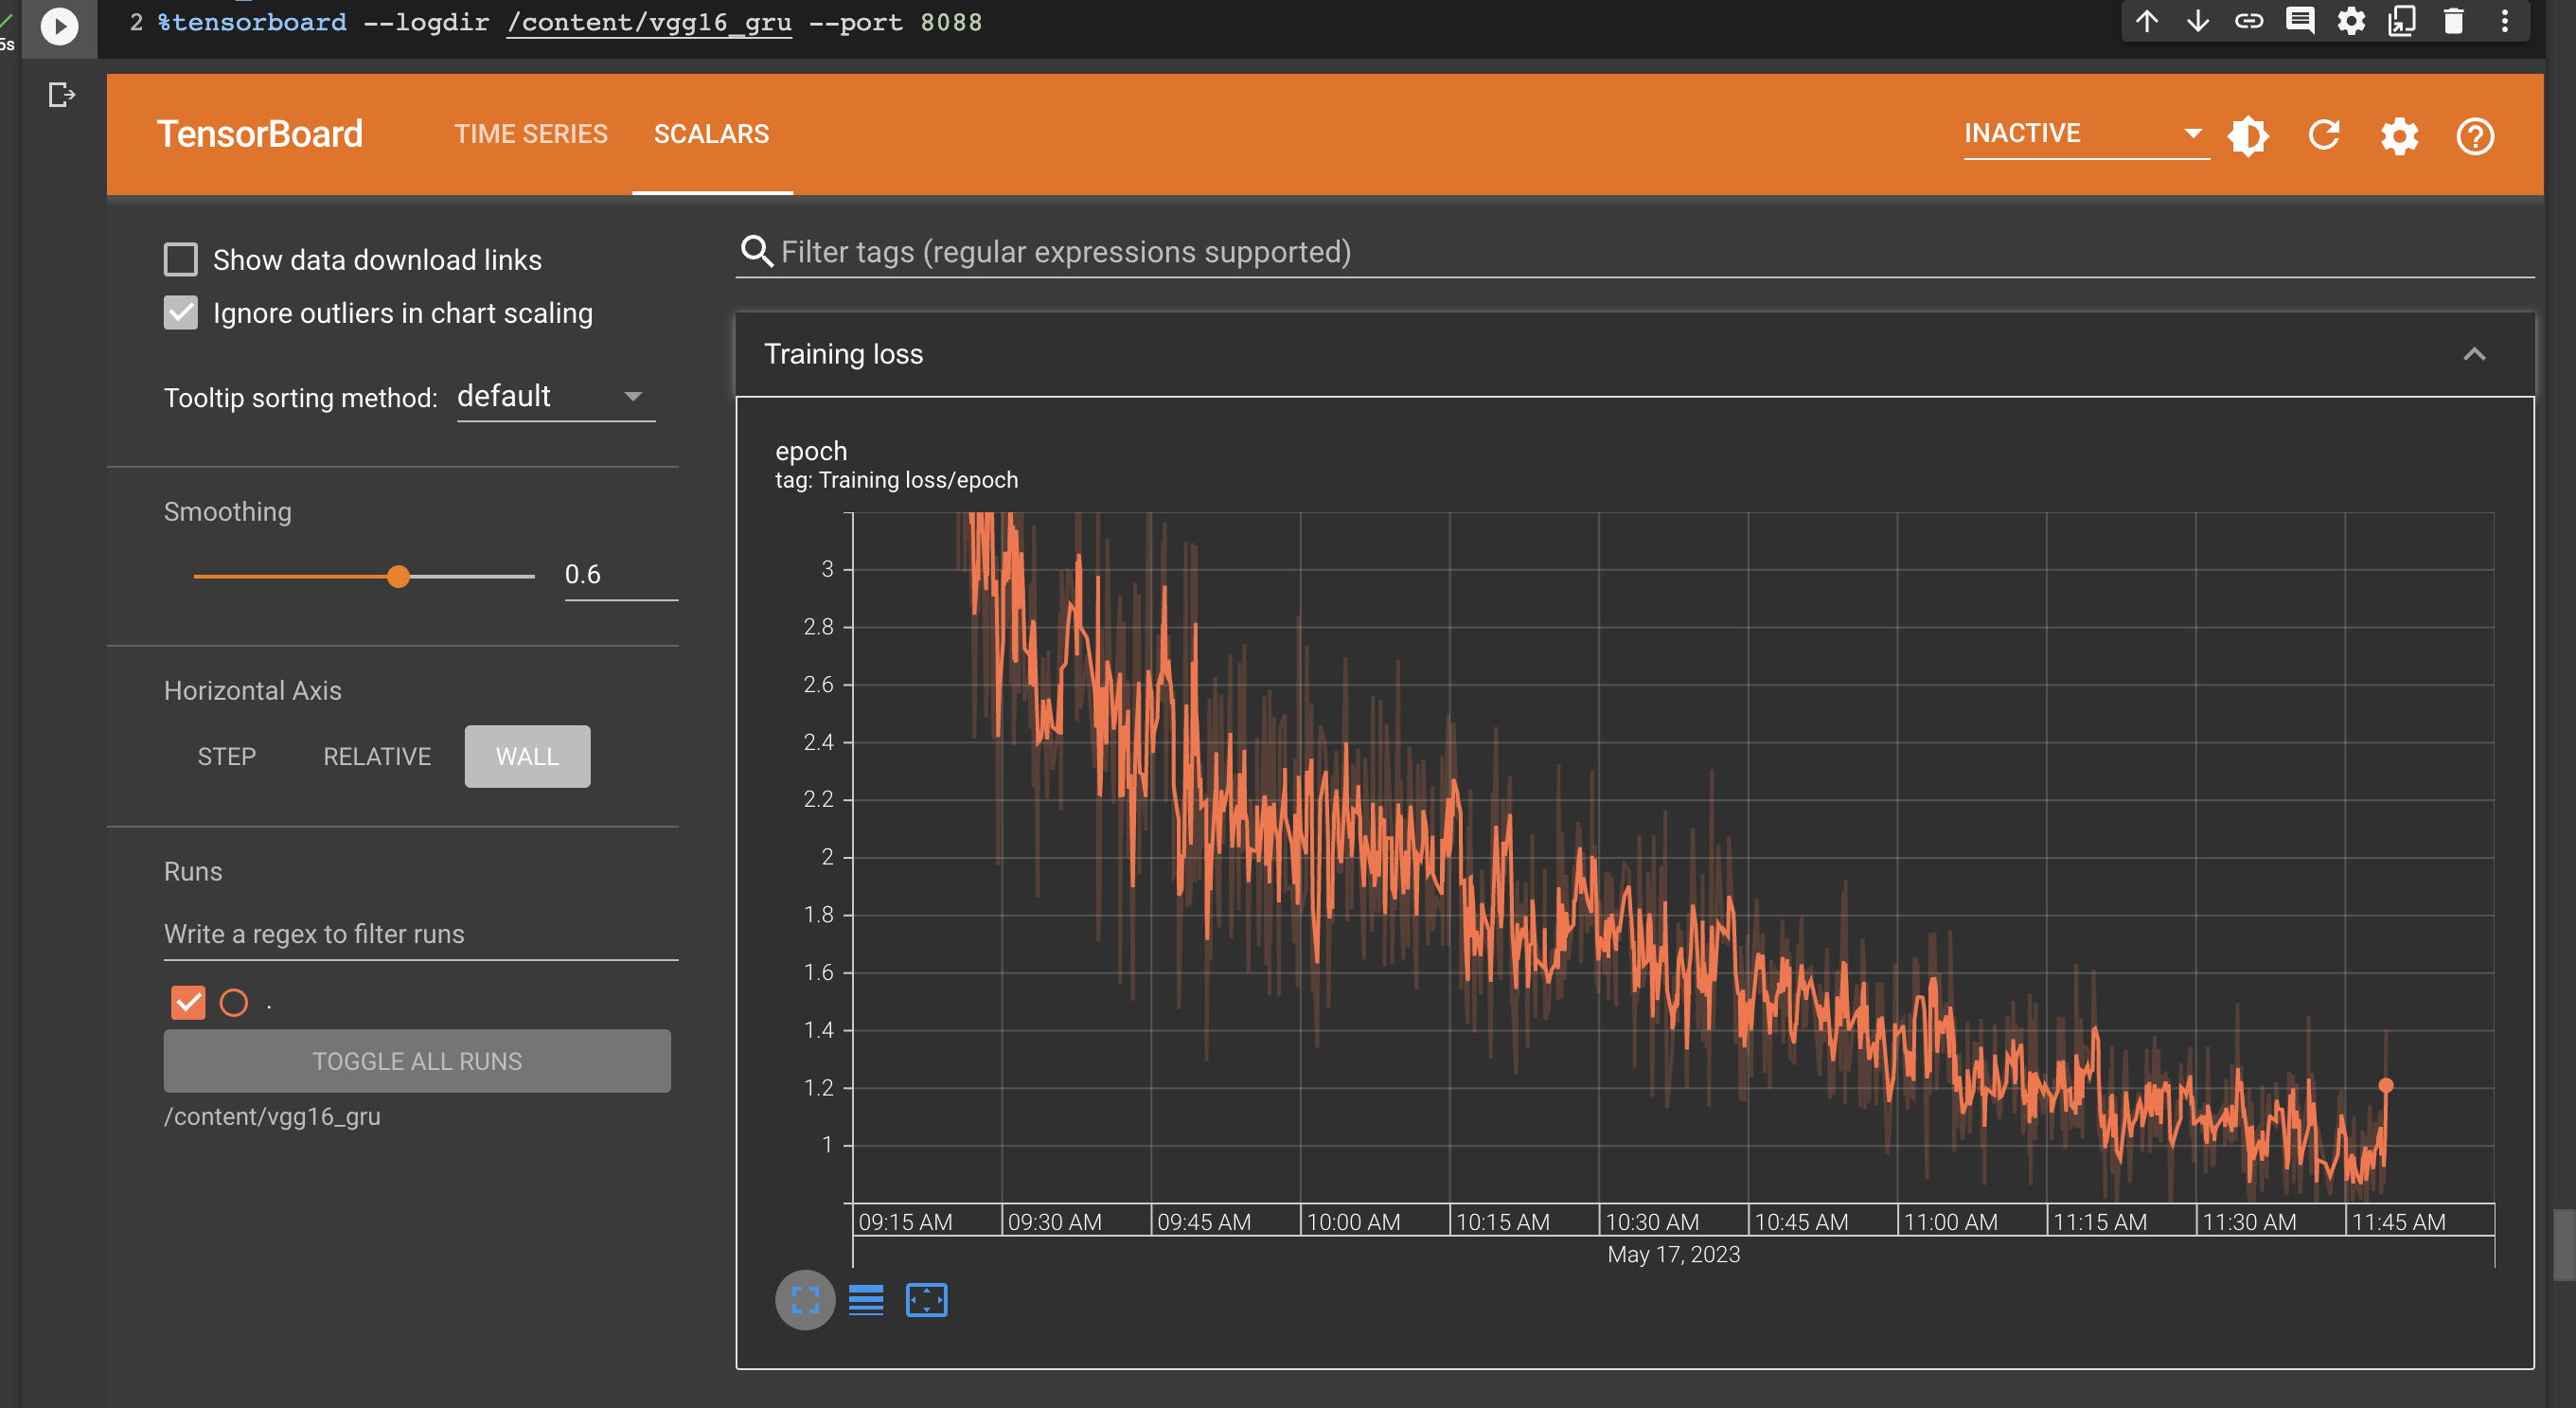 2 %tensorboard --logdir /content/vgg16_gru --port 8088
5s
TensorBoard
TIME SERIES
SCALARS
INACTIVE
Show data download links
Ignore outliers in chart scaling
Tooltip sorting method: default
Smoothing
0.6
Horizontal Axis
STEP RELATIVE WALL
Runs
Write a regex to filter runs
.
TOGGLE ALL RUNS
/content/vgg16_gru
Filter tags (regular expressions supported)
Training loss
epoch
tag: Training loss/epoch
3
2.8
2.6
2.4
2.2
2
1.8
1.6
1.4
1.2
1
09:15 AM 09:30 AM 09:45 AM 10:00 AM 10:15 AM 10:30 AM 10:45 AM 11:00 AM 11:15 AM 11:30 AM 11:45 AM
May 17, 2023